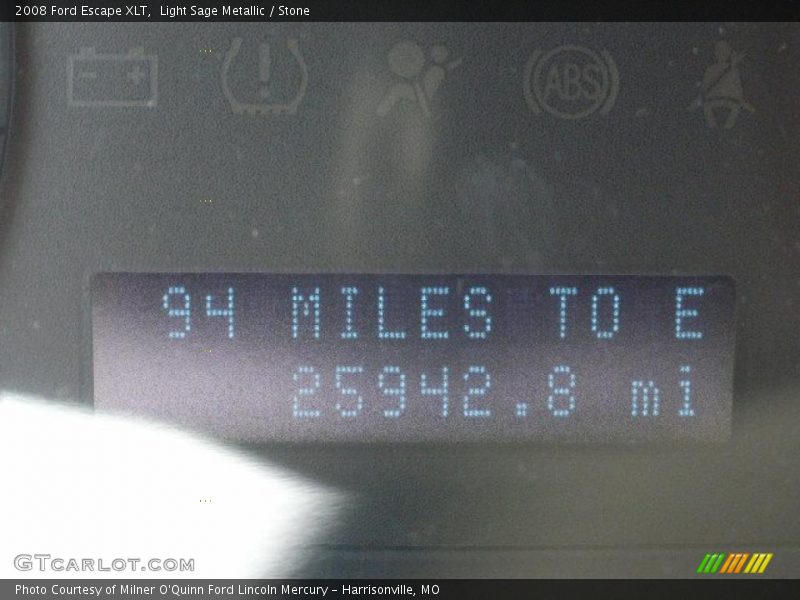 2008 Ford Escape XLT,  Light Sage Metallic / Stone
ABS
94 MILES TO E
25942.8 mi
GTCARLOT.COM
Photo Courtesy of Milner O'Quinn Ford Lincoln Mercury - Harrisonville, MO